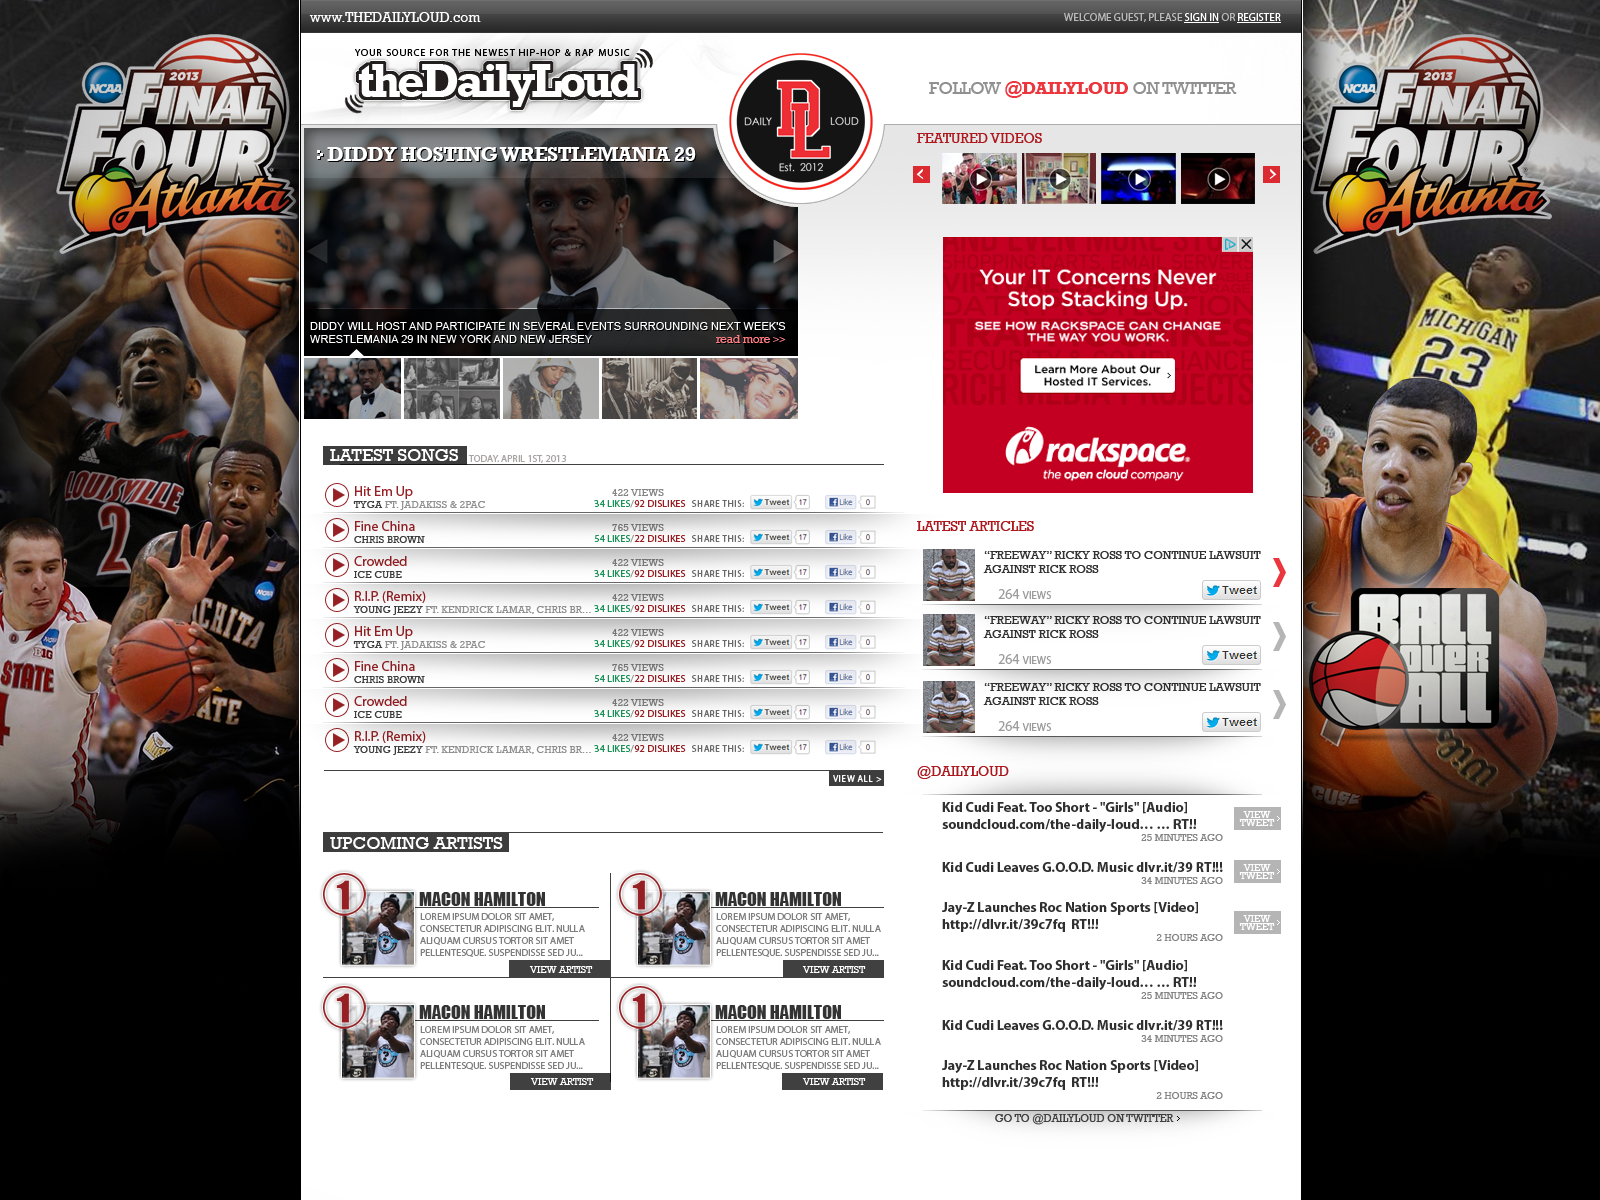 www.THEDAILYLOUD.com
WELCOME GUEST, PLEASE SIGN IN OR REGISTER
YOUR SOURCE FOR THE NEWEST HIP-HOP & RAP MUSIC
theDailyLoud
DAILY DL LOUD
Est. 2012
FOLLOW @DAILYLOUD ON TWITTER
NCAA
2013
FINAL
FOUR
Atlanta
NCAA
2013
FINAL
FOUR
Atlanta
LOUISVILLE
2
WICHITA
STATE
STATE
MICHIGAN
23
BALL
OVER
ALL
DIDDY HOSTING WRESTLEMANIA 29
DIDDY WILL HOST AND PARTICIPATE IN SEVERAL EVENTS SURROUNDING NEXT WEEK'S
WRESTLEMANIA 29 IN NEW YORK AND NEW JERSEY
read more >>
FEATURED VIDEOS
Your IT Concerns Never
Stop Stacking Up.
SEE HOW RACKSPACE CAN CHANGE
THE WAY YOU WORK.
Learn More About Our
Hosted IT Services.
rackspace.
the open cloud company
LATEST SONGS TODAY, APRIL 1ST, 2013
Hit Em Up 422 VIEWS
TYGA FT. JADAKISS & 2PAC 34 LIKES/92 DISLIKES SHARE THIS: Tweet 17 Like 0
Fine China 765 VIEWS
CHRIS BROWN 54 LIKES/22 DISLIKES SHARE THIS: Tweet 17 Like 0
Crowded 422 VIEWS
ICE CUBE 34 LIKES/92 DISLIKES SHARE THIS: Tweet 17 Like 0
R.I.P. (Remix) 422 VIEWS
YOUNG JEEZY FT. KENDRICK LAMAR, CHRIS BR... 34 LIKES/92 DISLIKES SHARE THIS: Tweet 17 Like 0
Hit Em Up 422 VIEWS
TYGA FT. JADAKISS & 2PAC 34 LIKES/92 DISLIKES SHARE THIS: Tweet 17 Like 0
Fine China 765 VIEWS
CHRIS BROWN 54 LIKES/22 DISLIKES SHARE THIS: Tweet 17 Like 0
Crowded 422 VIEWS
ICE CUBE 34 LIKES/92 DISLIKES SHARE THIS: Tweet 17 Like 0
R.I.P. (Remix) 422 VIEWS
YOUNG JEEZY FT. KENDRICK LAMAR, CHRIS BR... 34 LIKES/92 DISLIKES SHARE THIS: Tweet 17 Like 0
VIEW ALL >
LATEST ARTICLES
“FREEWAY” RICKY ROSS TO CONTINUE LAWSUIT
AGAINST RICK ROSS
264 VIEWS Tweet
“FREEWAY” RICKY ROSS TO CONTINUE LAWSUIT
AGAINST RICK ROSS
264 VIEWS Tweet
“FREEWAY” RICKY ROSS TO CONTINUE LAWSUIT
AGAINST RICK ROSS
264 VIEWS Tweet
@DAILYLOUD
Kid Cudi Feat. Too Short - "Girls" [Audio]
soundcloud.com/the-daily-loud... ... RT!!
25 MINUTES AGO
VIEW
TWEET
Kid Cudi Leaves G.O.O.D. Music dlvr.it/39 RT!!!
34 MINUTES AGO
VIEW
TWEET
Jay-Z Launches Roc Nation Sports [Video]
http://dlvr.it/39c7fq RT!!!
2 HOURS AGO
VIEW
TWEET
Kid Cudi Feat. Too Short - "Girls" [Audio]
soundcloud.com/the-daily-loud... ... RT!!
25 MINUTES AGO
Kid Cudi Leaves G.O.O.D. Music dlvr.it/39 RT!!!
34 MINUTES AGO
Jay-Z Launches Roc Nation Sports [Video]
http://dlvr.it/39c7fq RT!!!
2 HOURS AGO
GO TO @DAILYLOUD ON TWITTER >
UPCOMING ARTISTS
1 MACON HAMILTON
LOREM IPSUM DOLOR SIT AMET,
CONSECTETUR ADIPISCING ELIT. NULLA
ALIQUAM CURSUS TORTOR SIT AMET
PELLENTESQUE. SUSPENDISSE SED JU...
VIEW ARTIST
1 MACON HAMILTON
LOREM IPSUM DOLOR SIT AMET,
CONSECTETUR ADIPISCING ELIT. NULLA
ALIQUAM CURSUS TORTOR SIT AMET
PELLENTESQUE. SUSPENDISSE SED JU...
VIEW ARTIST
1 MACON HAMILTON
LOREM IPSUM DOLOR SIT AMET,
CONSECTETUR ADIPISCING ELIT. NULLA
ALIQUAM CURSUS TORTOR SIT AMET
PELLENTESQUE. SUSPENDISSE SED JU...
VIEW ARTIST
1 MACON HAMILTON
LOREM IPSUM DOLOR SIT AMET,
CONSECTETUR ADIPISCING ELIT. NULLA
ALIQUAM CURSUS TORTOR SIT AMET
PELLENTESQUE. SUSPENDISSE SED JU...
VIEW ARTIST